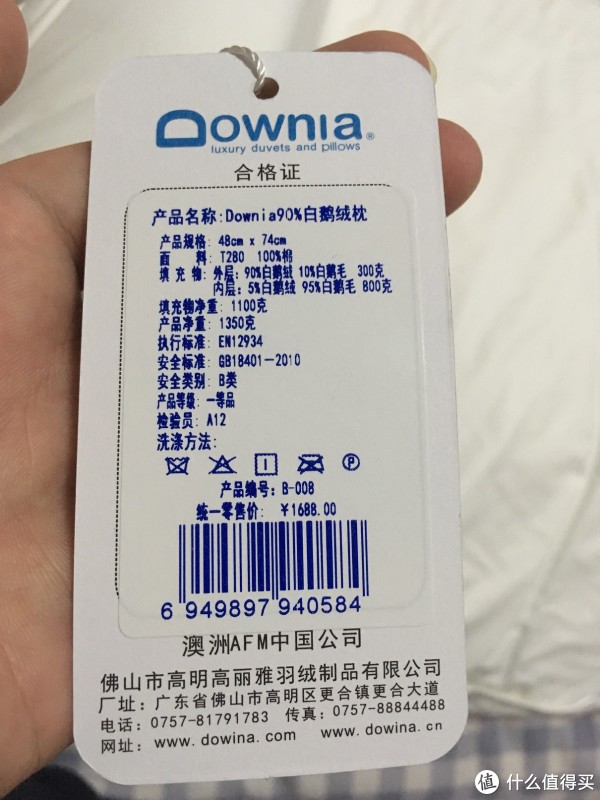 Downia®
luxury duvets and pillows
合格证
产品名称:Downia90%白鹅绒枕
产品规格: 48cm x 74cm
面 料: T280 100%棉
填 充 物: 外层: 90%白鹅绒 10%白鹅毛 300克
内层: 5%白鹅绒 95%白鹅毛 800克
填充物净重: 1100克
产品净重: 1350克
执行标准: EN12934
安全标准: GB18401-2010
安全类别: B类
产品等级: 一等品
检验员: A12
洗涤方法:
产品编号: B-008
统一零售价: ¥1688.00
6 949897 940584
澳洲AFM中国公司
佛山市高明高丽雅羽绒制品有限公司
厂址: 广东省佛山市高明区更合镇更合大道
电话: 0757-81791783 传真: 0757-88844488
网址: www. dowina. com www. dowina. cn
值 什么值得买